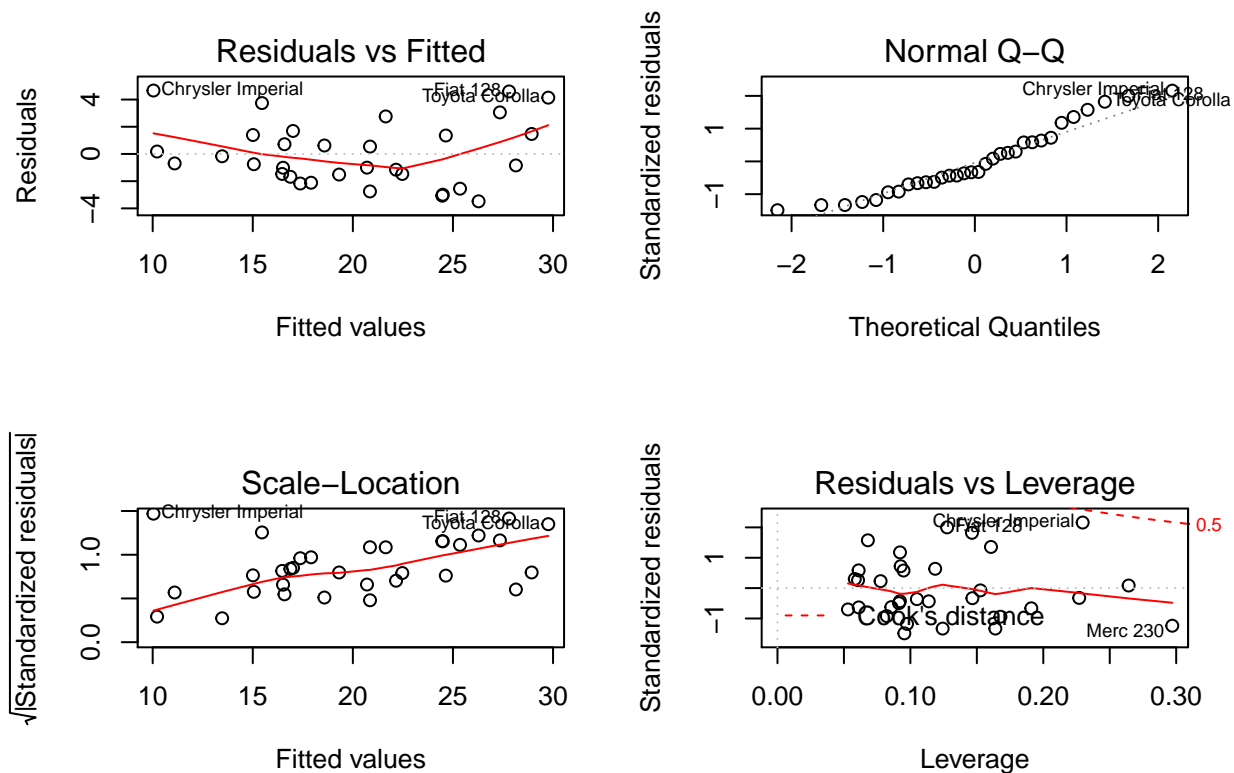 Residuals vs Fitted
Residuals
4
0
−4
Chrysler Imperial
Fiat 128
Toyota Corolla
10 15 20 25 30
Fitted values
Normal Q−Q
Standardized residuals
1
−1
Chrysler Imperial
Fiat 128
Toyota Corolla
−2 −1 0 1 2
Theoretical Quantiles
Scale−Location
√|Standardized residuals|
1.0
0.0
Chrysler Imperial
Fiat 128
Toyota Corolla
10 15 20 25 30
Fitted values
Residuals vs Leverage
Standardized residuals
1
−1
Chrysler Imperial
Fiat 128
0.5
Cook's distance
Merc 230
0.00 0.10 0.20 0.30
Leverage